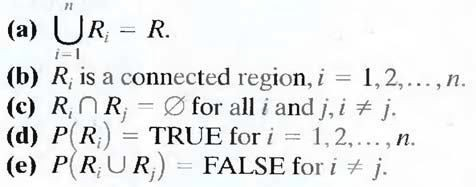 (a) ⋃ⁿᵢ₌₁ Rᵢ = R.
(b) Rᵢ is a connected region, i = 1, 2, ..., n.
(c) Rᵢ ∩ Rⱼ = ∅ for all i and j, i ≠ j.
(d) P(Rᵢ) = TRUE for i = 1, 2, ..., n.
(e) P(Rᵢ ∪ Rⱼ) = FALSE for i ≠ j.